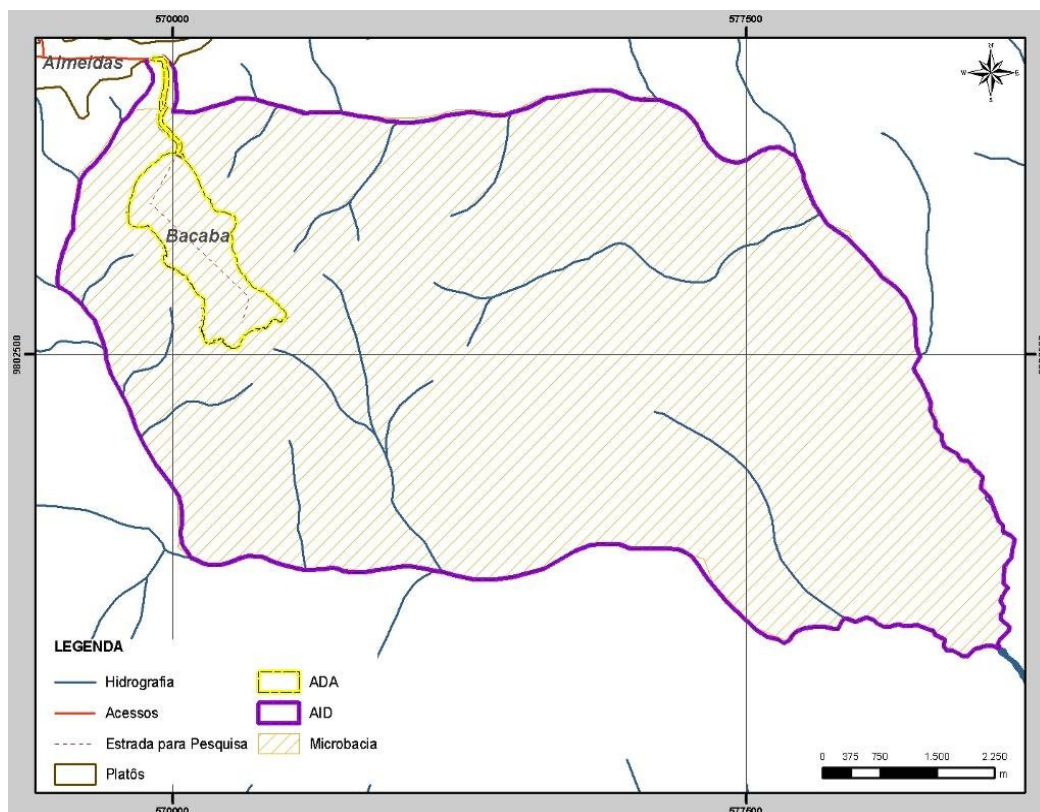 570000 577500
Almeidas
N
W E
S
Bacaba
9802500
LEGENDA
Hidrografia
Acessos
Estrada para Pesquisa
Platôs
ADA
AID
Microbacia
0 375 750 1.500 2.250
m
570000 577500